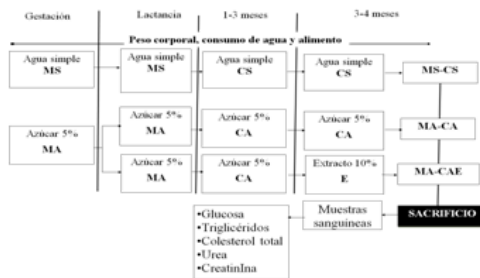 Gestación Lactancia 1-3 meses 3-4 meses
Peso corporal, consumo de agua y alimento
Agua simple
MS
Agua simple
MS
Agua simple
CS
Agua simple
CS
MS-CS
Azúcar 5%
MA
Azúcar 5%
MA
Azúcar 5%
CA
Azúcar 5%
CA
MA-CA
Azúcar 5%
MA
Azúcar 5%
CA
Extracto 10%
E
MA-CAE
•Glucosa
•Triglicéridos
•Colesterol total
•Urea
•CreatinIna
Muestras
sanguíneas
SACRIFICIO